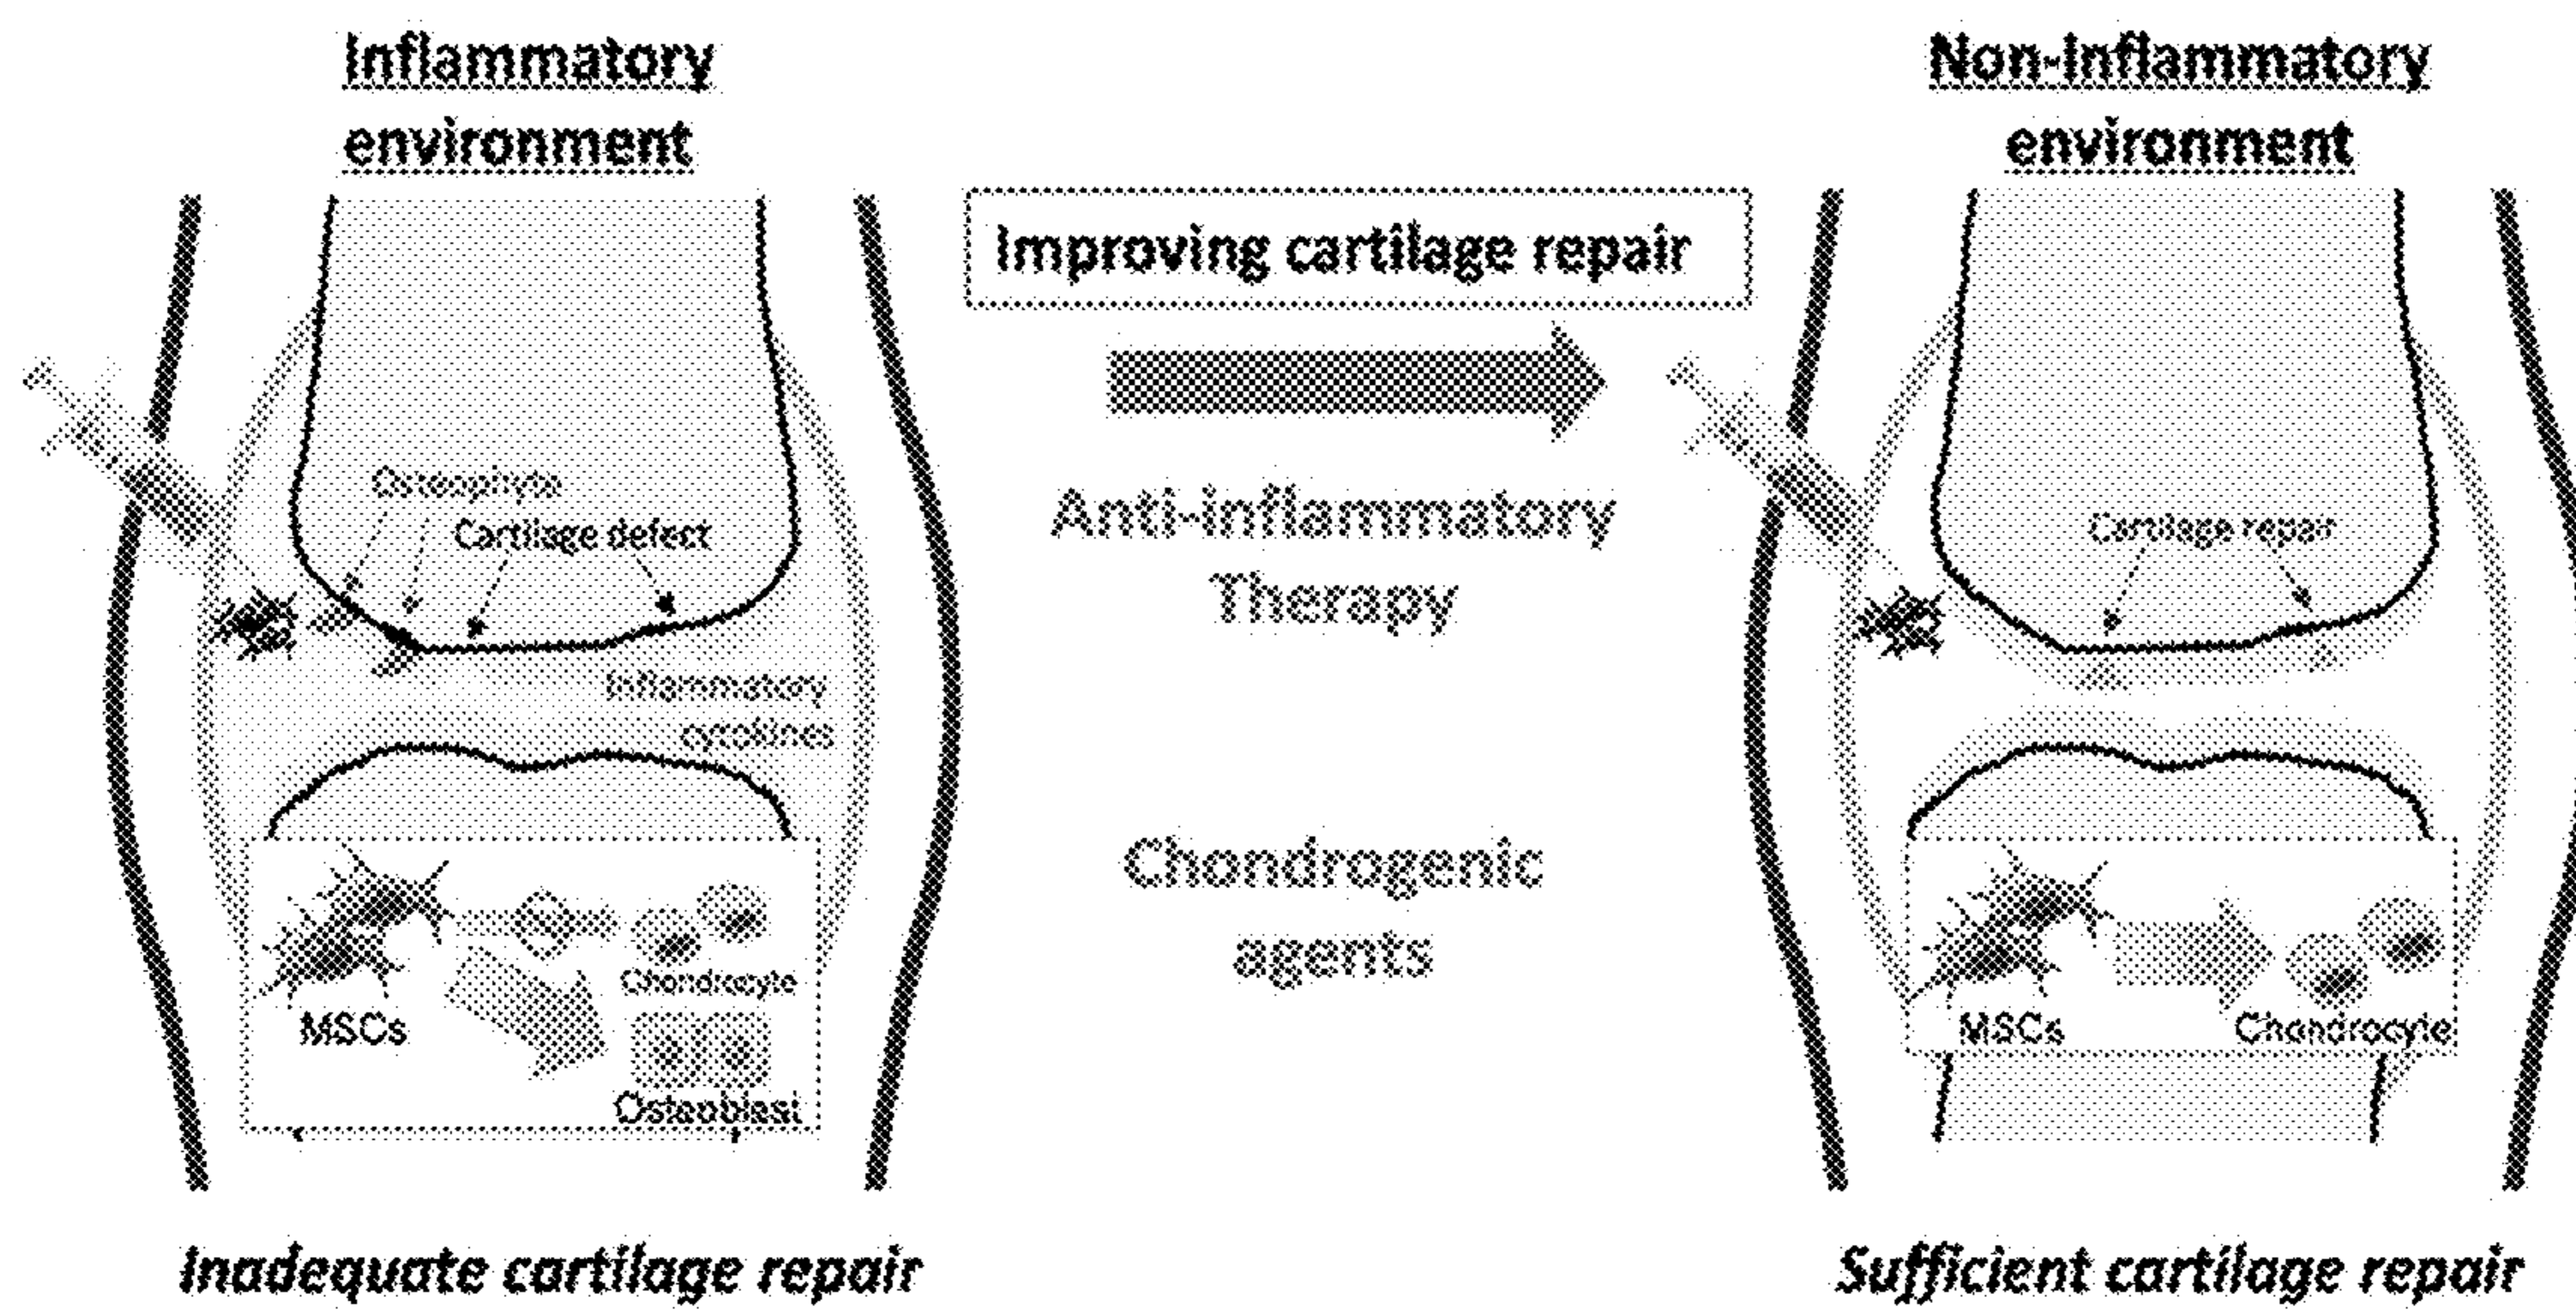 Inflammatory
environment
Osteophyte
Cartilage defect
Inflammatory
cytokines
MSCs
Chondrocyte
Osteoblast
Inadequate cartilage repair
Improving cartilage repair
Anti-inflammatory
Therapy
Chondrogenic
agents
Non-Inflammatory
environment
Cartilage repair
MSCs
Chondrocyte
Sufficient cartilage repair